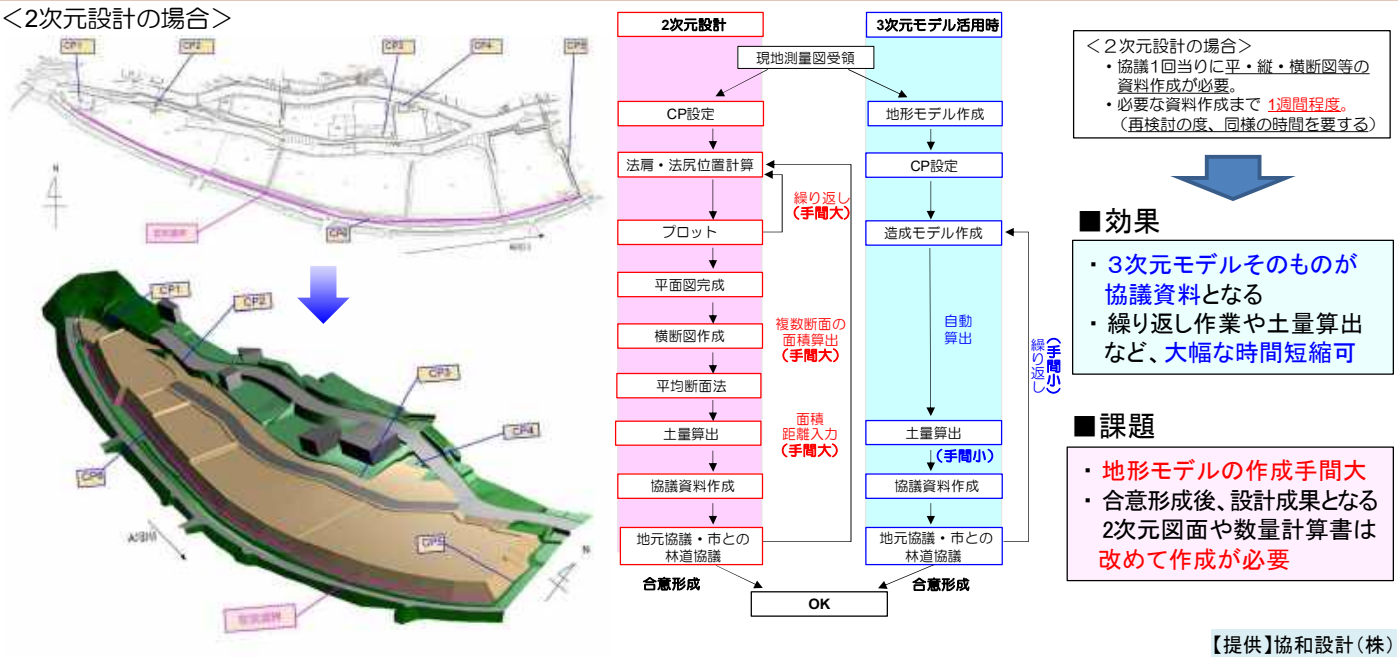 <2次元設計の場合>
CP1
CP2
CP3
CP4
CP5
CP6
N
CP1
CP2
CP3
CP4
CP5
CP6
N
2次元設計
3次元モデル活用時
現地測量図受領
CP設定
法肩・法尻位置計算
プロット
平面図完成
横断図作成
平均断面法
土量算出
協議資料作成
地元協議・市との
林道協議
合意形成
繰り返し
(手間大)
複数断面の
面積算出
(手間大)
面積
距離入力
(手間大)
地形モデル作成
CP設定
造成モデル作成
自動
算出
土量算出
(手間小)
協議資料作成
地元協議・市との
林道協議
合意形成
繰り返し
(手間小)
OK
<2次元設計の場合>
・協議1回当りに平・縦・横断図等の
資料作成が必要。
・必要な資料作成まで 1週間程度。
(再検討の度、同様の時間を要する)
■効果
・3次元モデルそのものが
協議資料となる
・繰り返し作業や土量算出
など、大幅な時間短縮可
■課題
・地形モデルの作成手間大
・合意形成後、設計成果となる
2次元図面や数量計算書は
改めて作成が必要
【提供】協和設計(株)